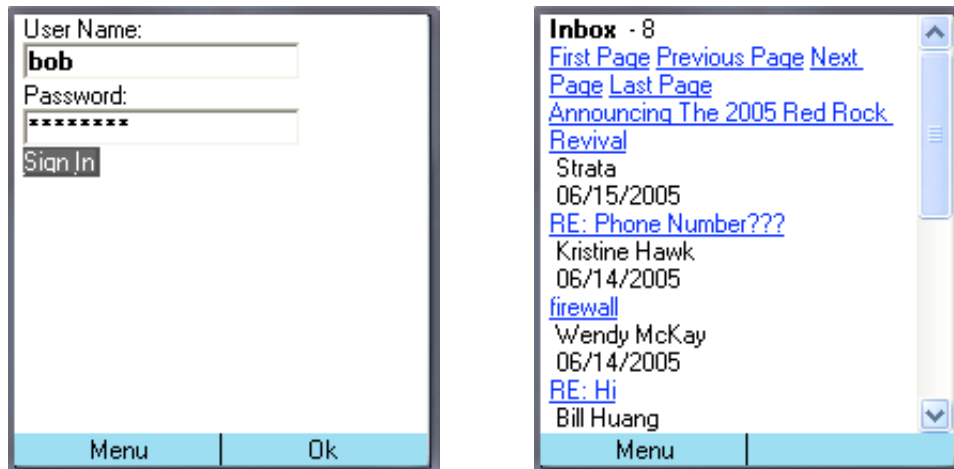 User Name:
bob
Password:
********
Sign In
Menu Ok
Inbox - 8
First Page Previous Page Next
Page Last Page
Announcing The 2005 Red Rock
Revival
Strata
06/15/2005
RE: Phone Number???
Kristine Hawk
06/14/2005
firewall
Wendy McKay
06/14/2005
RE: Hi
Bill Huang
Menu